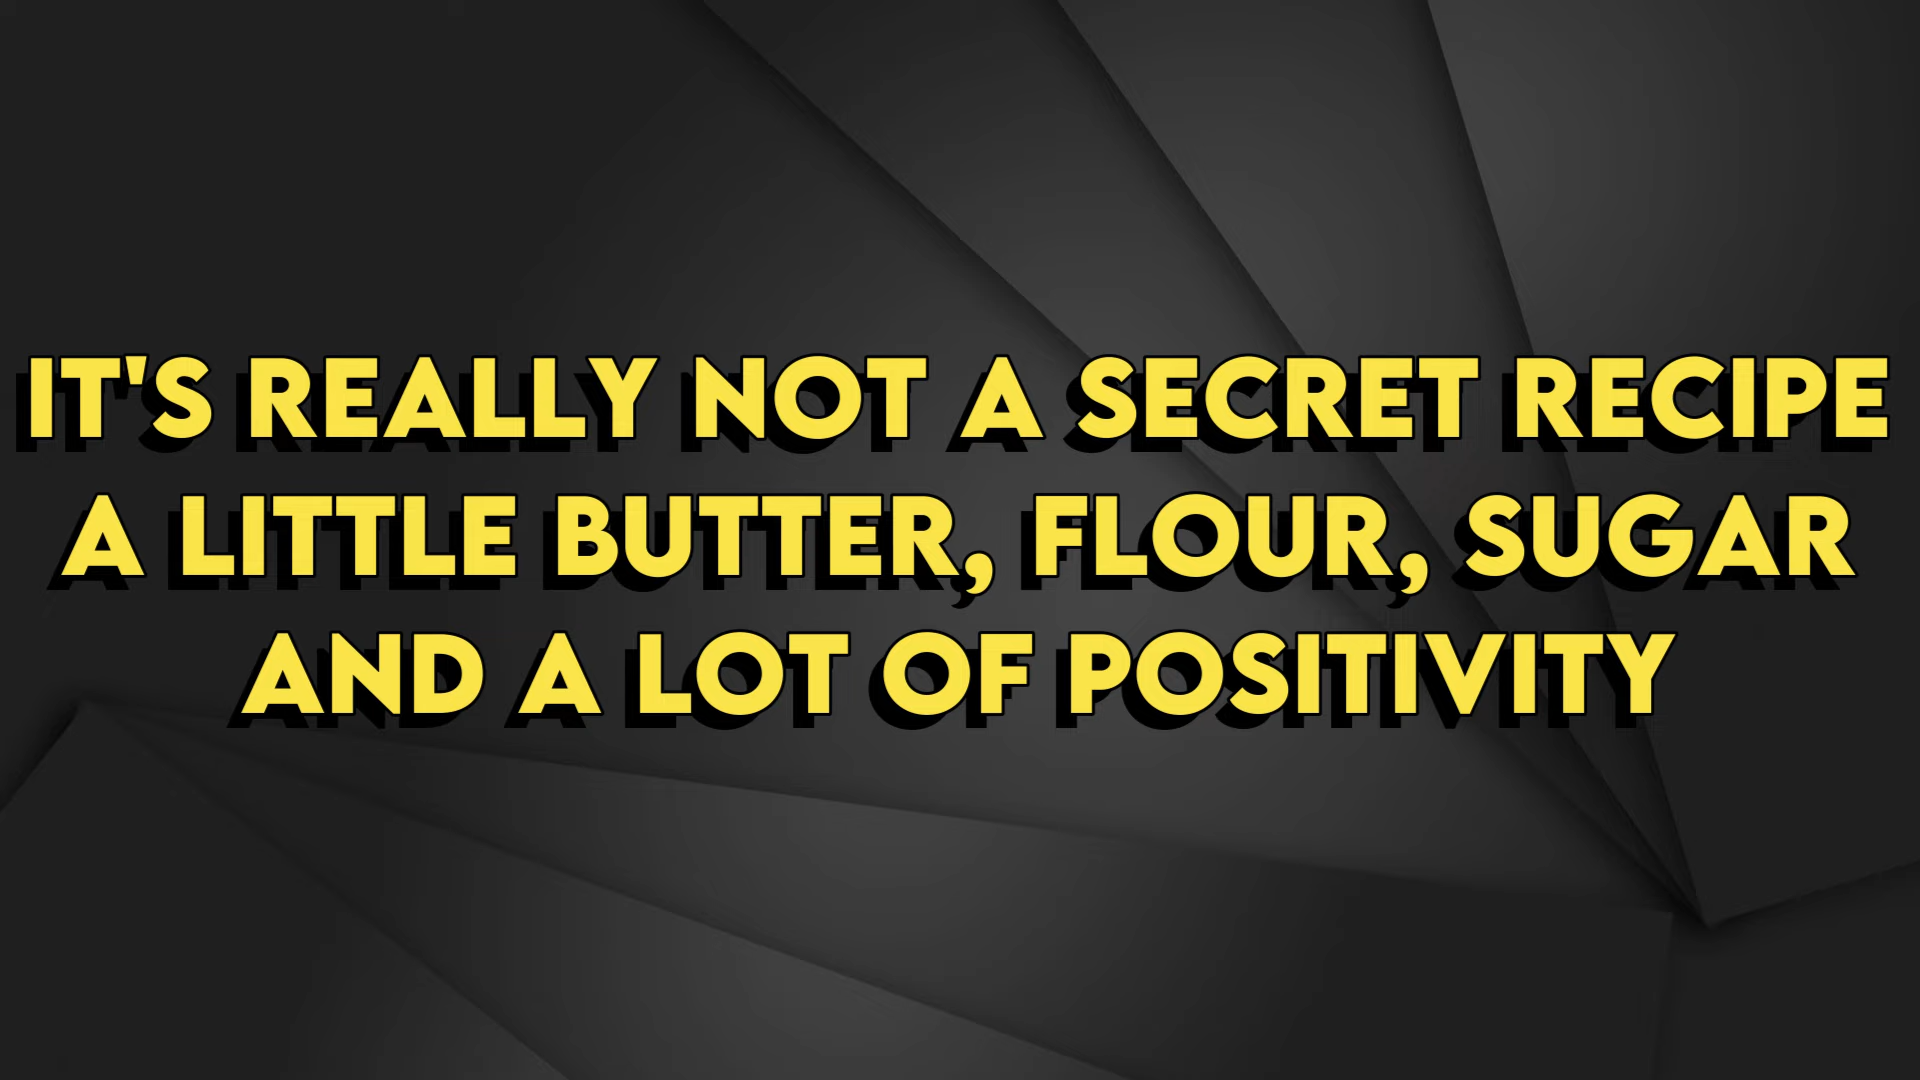 IT'S REALLY NOT A SECRET RECIPE
A LITTLE BUTTER, FLOUR, SUGAR
AND A LOT OF POSITIVITY